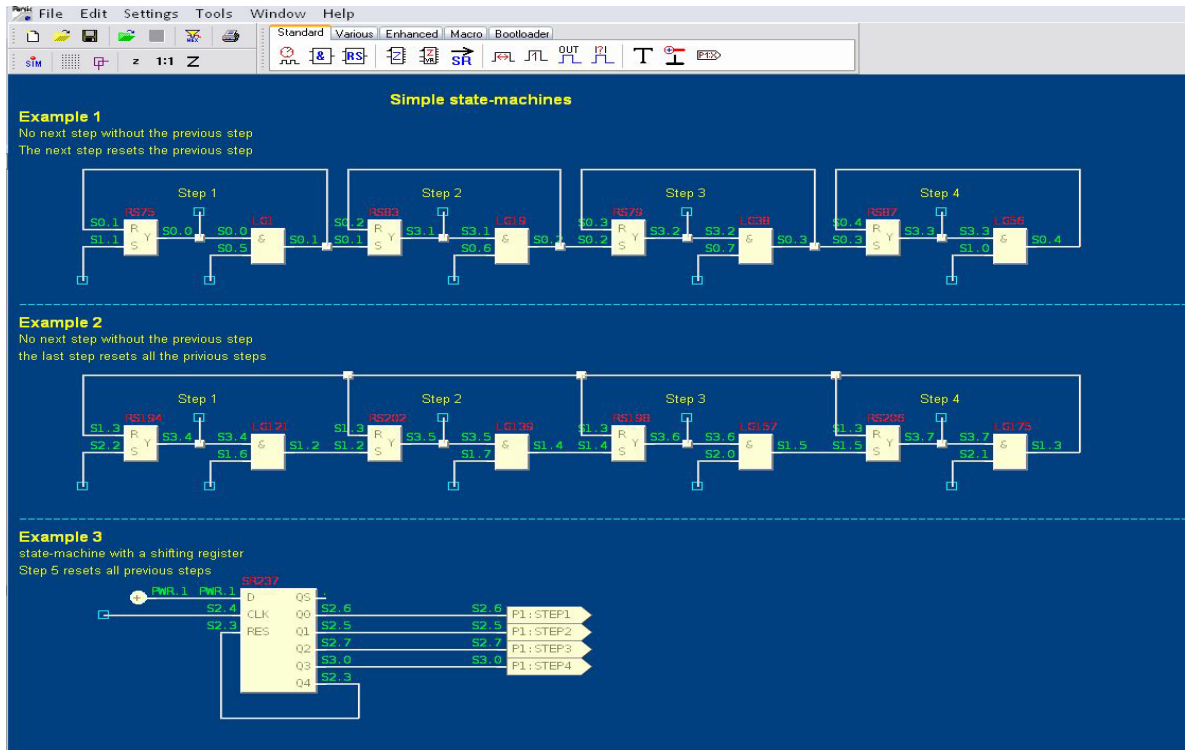 File Edit Settings Tools Window Help
Standard Various Enhanced Macro Bootloader
& RS Z Z VR SR OUT I?I T P1X
SIM z 1:1 Z
Simple state-machines
Example 1
No next step without the previous step
The next step resets the previous step
Step 1 Step 2 Step 3 Step 4
RS75 LG1 RS83 LG19 RS79 LG38 RS87 LG56
S0.1 R S0.0 S0.0 & S0.1 S0.2 R S3.1 S3.1 & S0.2 S0.3 R S3.2 S3.2 & S0.3 S0.4 R S3.3 S3.3 & S0.4
S1.1 S Y S0.5 S0.1 S Y S0.6 S0.2 S Y S0.7 S0.3 S Y S1.0
Example 2
No next step without the previous step
the last step resets all the privious steps
Step 1 Step 2 Step 3 Step 4
RS194 LG121 RS202 LG139 RS198 LG157 RS206 LG175
S1.3 R S3.4 S3.4 & S1.2 S1.3 R S3.5 S3.5 & S1.4 S1.3 R S3.6 S3.6 & S1.5 S1.3 R S3.7 S3.7 & S1.3
S2.2 S Y S1.6 S1.2 S Y S1.7 S1.4 S Y S2.0 S1.5 S Y S2.1
Example 3
state-machine with a shifting register
Step 5 resets all previous steps
SR237
+ PWR.1 PWR.1 D QS .
S2.4 CLK Q0 S2.6 S2.6 P1:STEP1
S2.3 RES Q1 S2.5 S2.5 P1:STEP2
Q2 S2.7 S2.7 P1:STEP3
Q3 S3.0 S3.0 P1:STEP4
Q4 S2.3